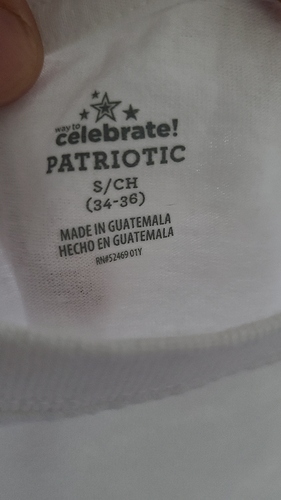 way to
celebrate!
PATRIOTIC
S/CH
(34-36)
MADE IN GUATEMALA
HECHO EN GUATEMALA
RN#52469 01Y